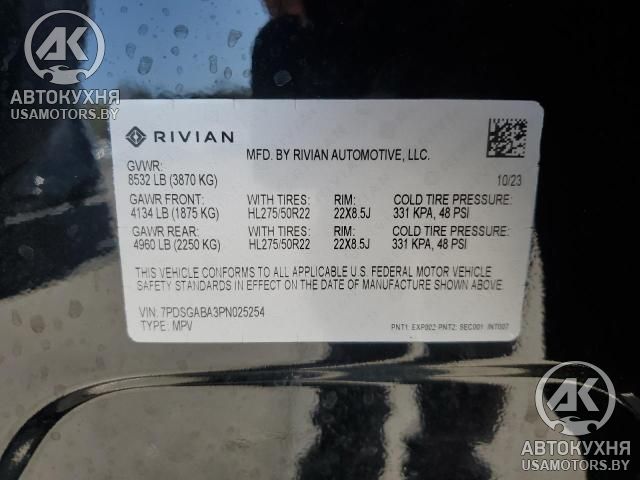 AK
АВТОКУХНЯ
USAMOTORS.BY
RIVIAN
MFD. BY RIVIAN AUTOMOTIVE, LLC.
GVWR:
8532 LB (3870 KG)
10/23
GAWR FRONT: WITH TIRES: RIM: COLD TIRE PRESSURE:
4134 LB (1875 KG) HL275/50R22 22X8.5J 331 KPA, 48 PSI
GAWR REAR: WITH TIRES: RIM: COLD TIRE PRESSURE:
4960 LB (2250 KG) HL275/50R22 22X8.5J 331 KPA, 48 PSI
THIS VEHICLE CONFORMS TO ALL APPLICABLE U.S. FEDERAL MOTOR VEHICLE
SAFETY STANDARDS IN EFFECT ON THE DATE OF MANUFACTURE SHOWN ABOVE.
VIN: 7PDSGABA3PN025254
TYPE: MPV
PNT1: EXP002 PNT2: SEC001 INT007
AK
АВТОКУХНЯ
USAMOTORS.BY